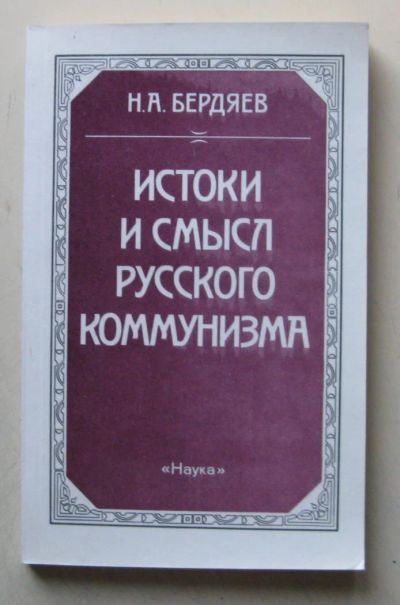 Н.А. БЕРДЯЕВ
ИСТОКИ
И СМЫСЛ
РУССКОГО
КОММУНИЗМА
«Наука»